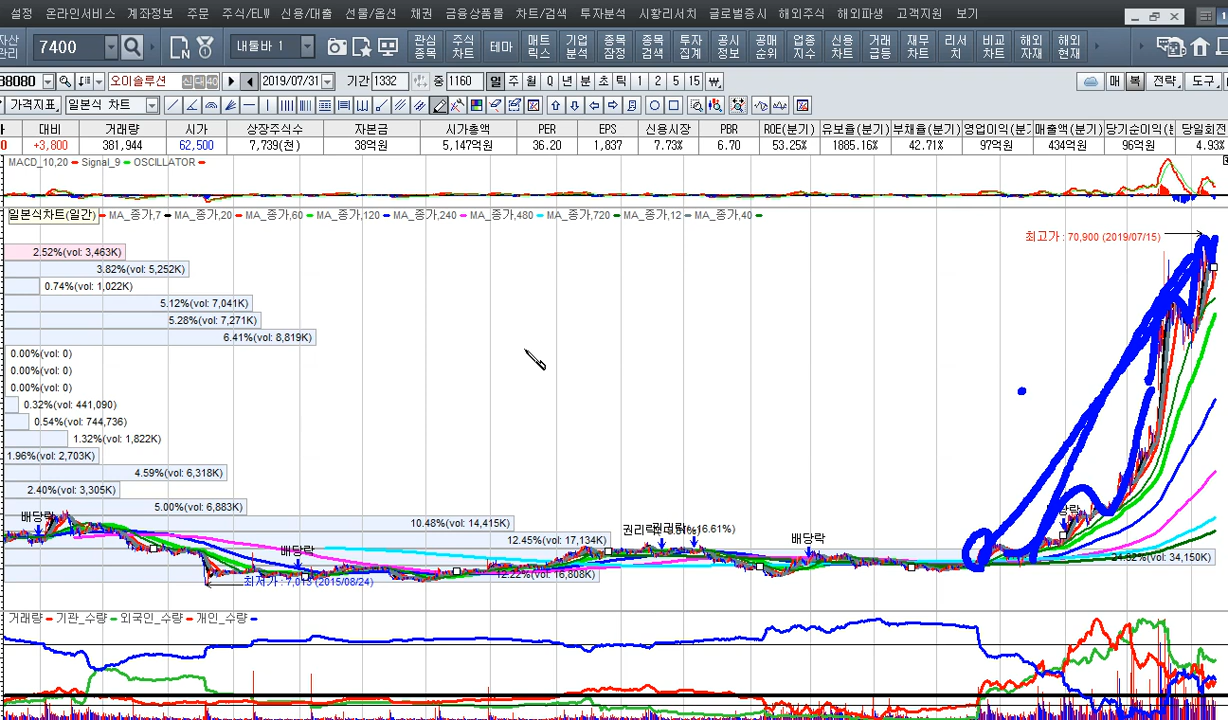 설정 온라인서비스 계좌정보 주문 주식/ELW 신용/대출 선물/옵션 채권 금융상품몰 차트/검색 투자분석 시황리서치 글로벌증시 해외주식 해외파생 고객지원 보기
자산관리 7400 내툴바 1 관심종목 주식차트 테마 매트릭스 기업분석 종목잠정 종목검색 투자집계 공시정보 공매순위 업종지수 신용차트 거래급등 재무차트 리서치 비교차트 해외자재 해외현재
38080 오이솔루션 신 대 40 2019/07/31 기간 1332 중 1160 일 주 월 Q 년 분 초 틱 1 2 3 5 15 매 복 전략 도구
가격지표 일본식 차트
대비 거래량 시가 상장주식수 자본금 시가총액 PER EPS 신용시장 PBR ROE(분기) 유보율(분기) 부채율(분기) 영업이익(분기 매출액(분기) 당기순이익( 당일회전
0 +3,800 381,944 62,500 7,739(천) 38억원 5,147억원 36.20 1,837 7.73% 6.70 53.25% 1885.16% 42.71% 97억원 434억원 96억원 4.93%
MACD_10,20 Signal_9 OSCILLATOR
일본식차트(일간) MA_종가,7 MA_종가,20 MA_종가,60 MA_종가,120 MA_종가,240 MA_종가,480 MA_종가,720 MA_종가,12 MA_종가,40
최고가 : 70,900 (2019/07/15)
2.52%(vol: 3,463K)
3.82%(vol: 5,252K)
0.74%(vol: 1,022K)
5.12%(vol: 7,041K)
5.28%(vol: 7,271K)
6.41%(vol: 8,819K)
0.00%(vol: 0)
0.00%(vol: 0)
0.00%(vol: 0)
0.32%(vol: 441,090)
0.54%(vol: 744,736)
1.32%(vol: 1,822K)
1.96%(vol: 2,703K)
4.59%(vol: 6,318K)
2.40%(vol: 3,305K)
5.00%(vol: 6,883K)
배당락 10.48%(vol: 14,415K) 권리락 16.61%) 당락
12.45%(vol: 17,134K) 배당락
배당락 24.82%(vol: 34,150K)
12.22%(vol: 16,808K)
최저가 : 7,013 (2015/08/24)
거래량 기관_수량 외국인_수량 개인_수량